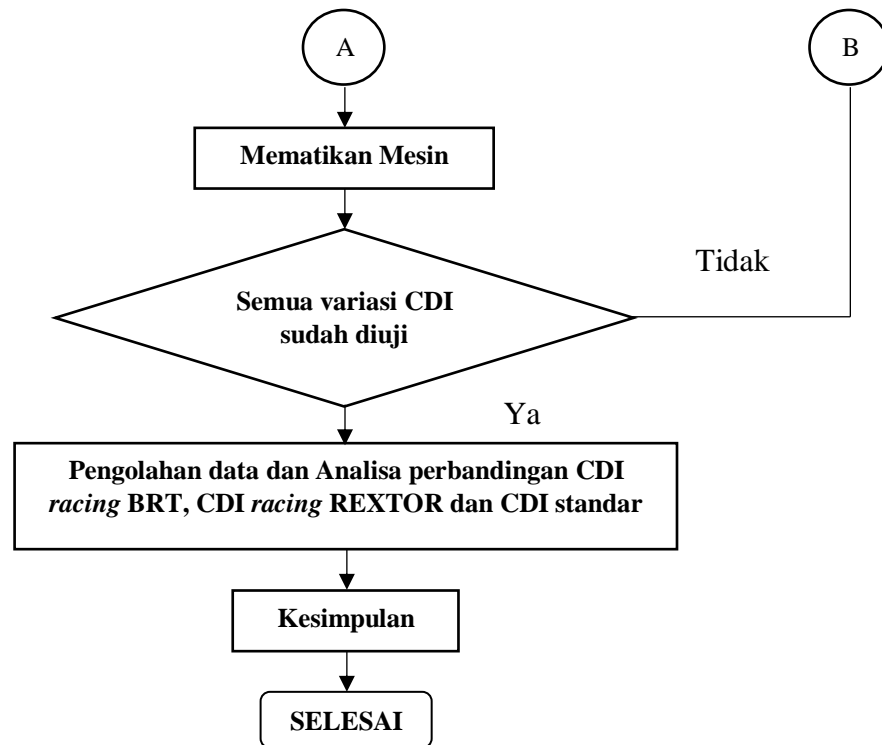 A
B
Mematikan Mesin
Tidak
Semua variasi CDI
sudah diuji
Ya
Pengolahan data dan Analisa perbandingan CDI
racing BRT, CDI racing REXTOR dan CDI standar
Kesimpulan
SELESAI